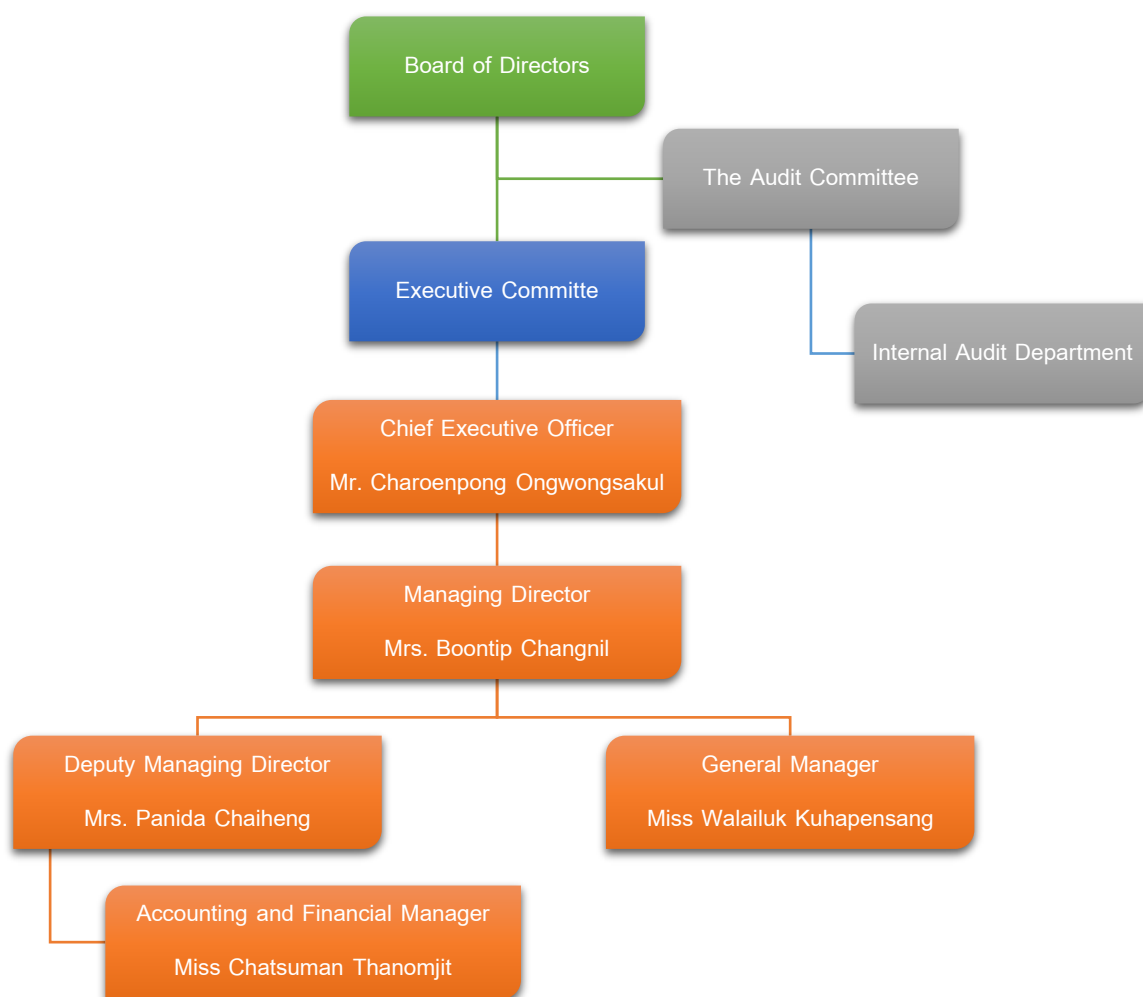 Board of Directors
The Audit Committee
Executive Committe
Internal Audit Department
Chief Executive Officer
Mr. Charoenpong Ongwongsakul
Managing Director
Mrs. Boontip Changnil
Deputy Managing Director
Mrs. Panida Chaiheng
General Manager
Miss Walailuk Kuhapensang
Accounting and Financial Manager
Miss Chatsuman Thanomjit